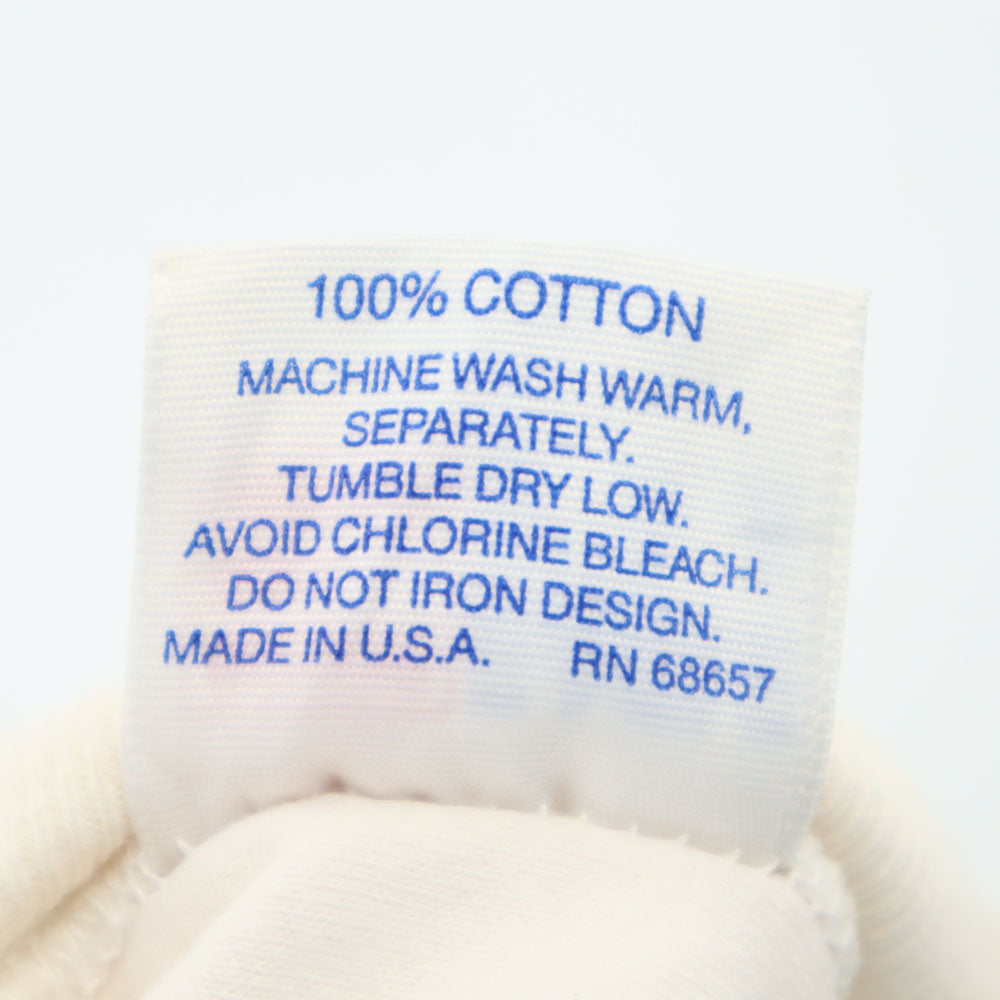 100% COTTON
MACHINE WASH WARM,
SEPARATELY.
TUMBLE DRY LOW.
AVOID CHLORINE BLEACH.
DO NOT IRON DESIGN.
MADE IN U.S.A. RN 68657